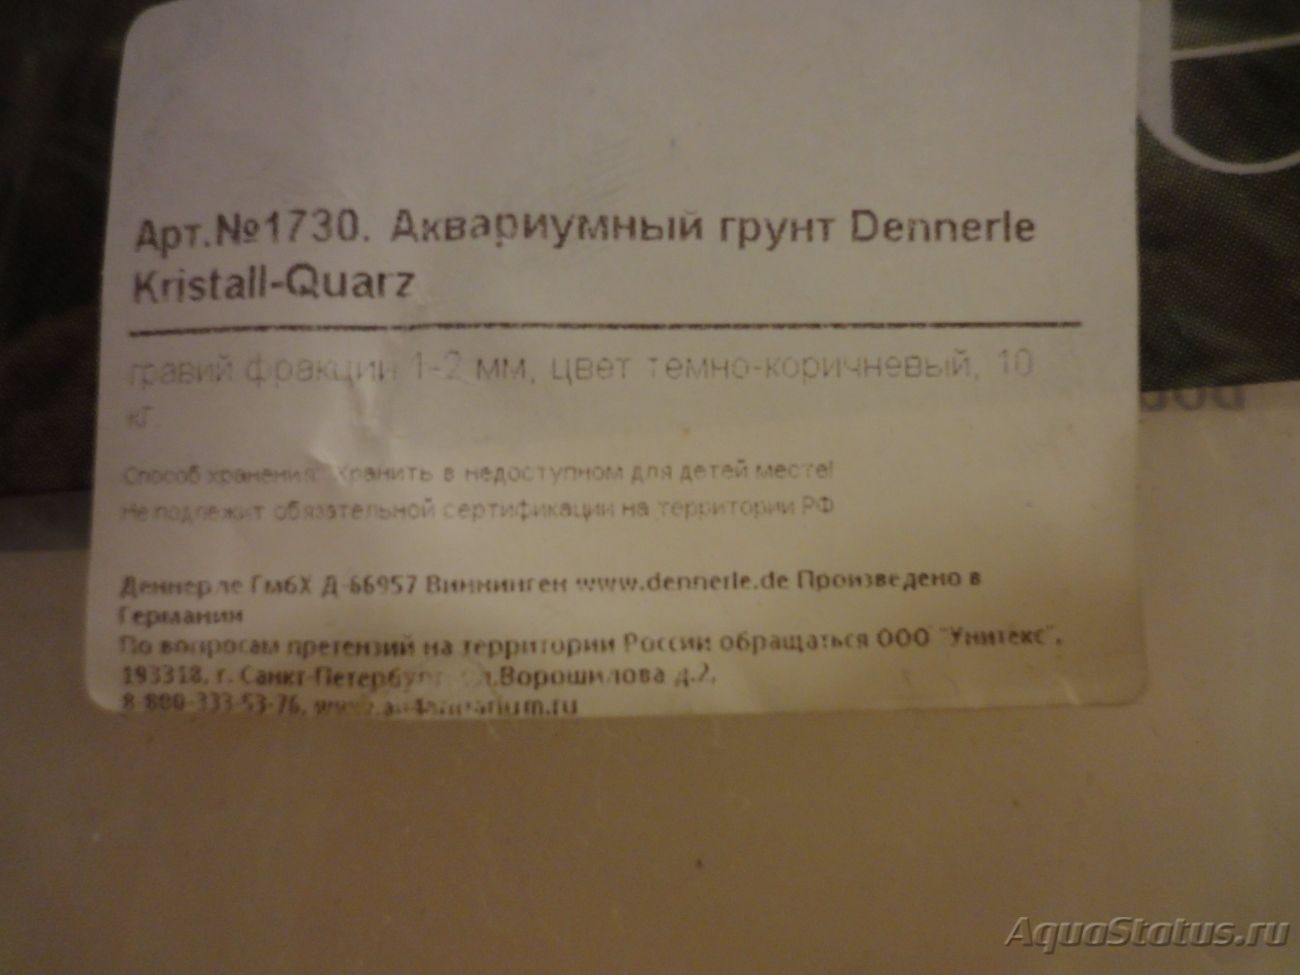 Арт.№1730. Аквариумный грунт Dennerle
Kristall-Quarz
гравий фракции 1-2 мм, цвет темно-коричневый, 10
кг.
Способ хранения: Хранить в недоступном для детей месте!
Не подлежит обязательной сертификации на территории РФ
Деннерле ГмбХ Д-66957 Виннинген www.dennerle.de Произведено в
Германии
По вопросам претензий на территории России обращаться ООО "Унитекс",
193318, г. Санкт-Петербург Ворошилова д.2,
8-800-333-53-76,
AquaStatus.ru